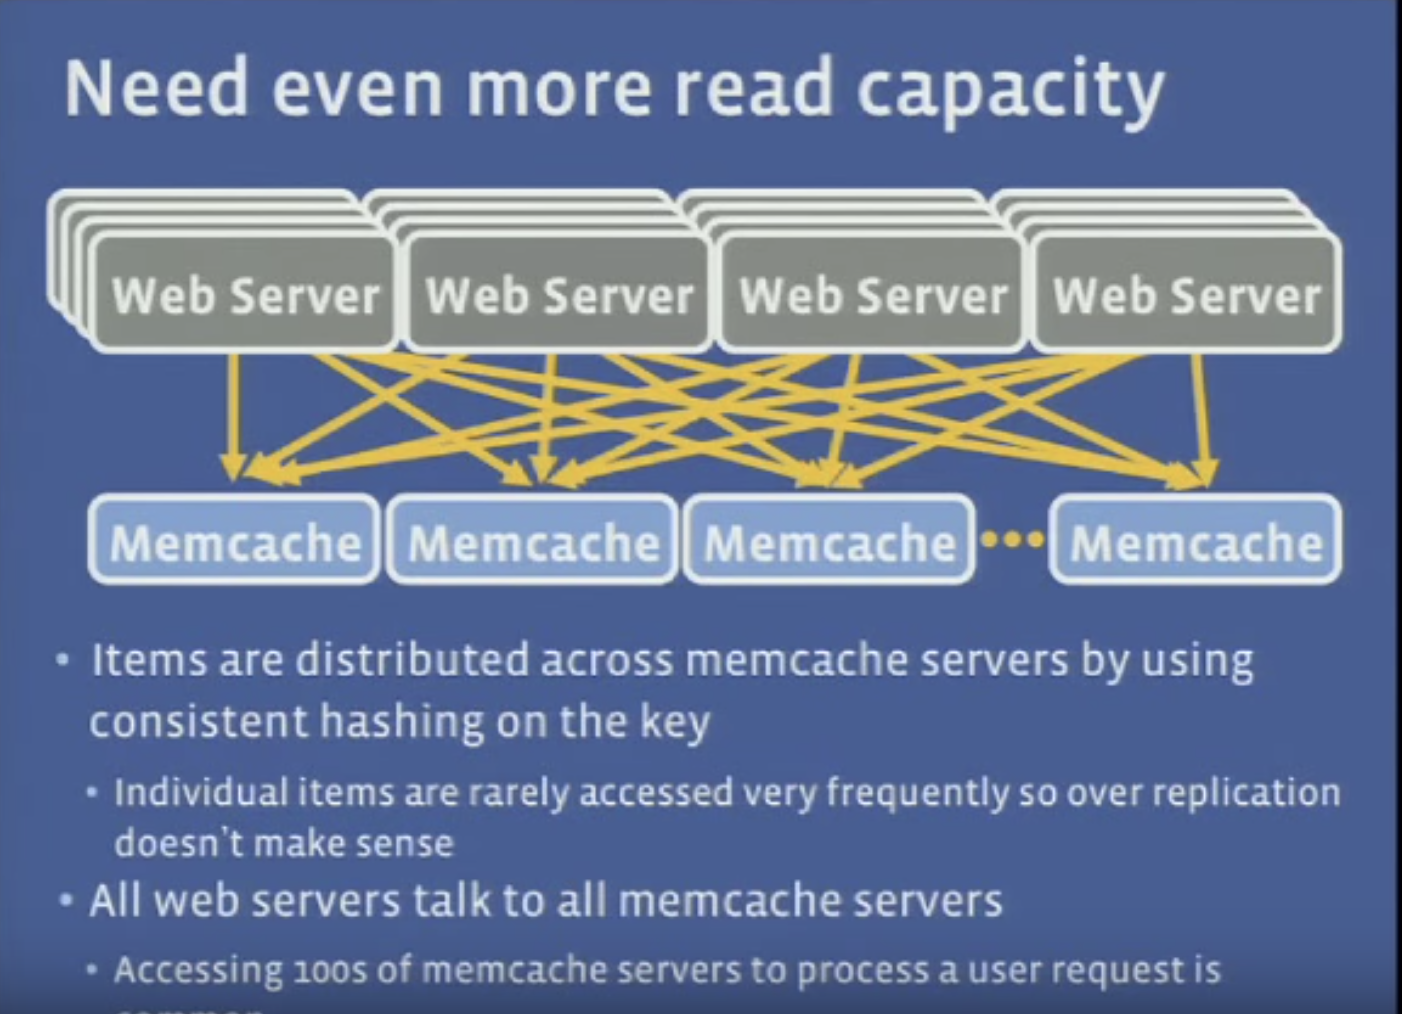 Need even more read capacity
Web Server Web Server Web Server Web Server
Memcache Memcache Memcache Memcache
• Items are distributed across memcache servers by using
consistent hashing on the key
• Individual items are rarely accessed very frequently so over replication
doesn't make sense
• All web servers talk to all memcache servers
• Accessing 100s of memcache servers to process a user request is